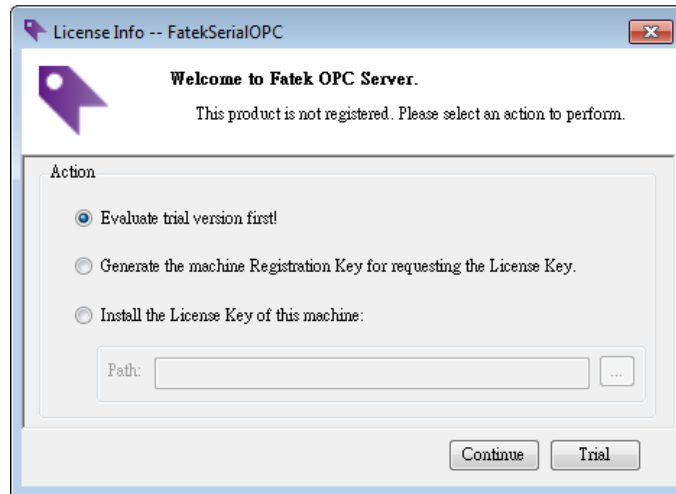 License Info -- FatekSerialOPC
Welcome to Fatek OPC Server.
This product is not registered. Please select an action to perform.
Action
Evaluate trial version first!
Generate the machine Registration Key for requesting the License Key.
Install the License Key of this machine:
Path:
...
Continue Trial